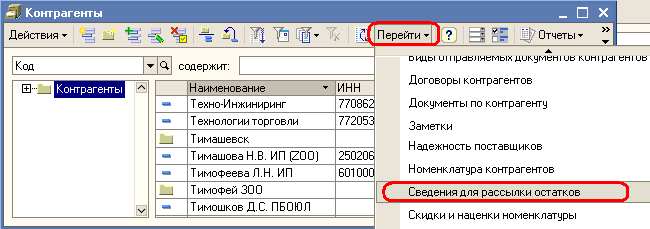 Контрагенты
Действия Перейти ? Отчеты »
Код содержит:
Виды отправляемых документов контрагентов
Контрагенты
Наименование ИНН
Техно-Инжиниринг 770862
Технологии торговли 772053
Тимашевск
Тимашова Н.В. ИП (ZOO) 250206
Тимофеева Л.Н. ИП 601000
Тимофей ЗОО
Тимошков Д.С. ПБОЮЛ
Договоры контрагентов
Документы по контрагенту
Заметки
Надежность поставщиков
Номенклатура контрагентов
Сведения для рассылки остатков
Скидки и наценки номенклатуры